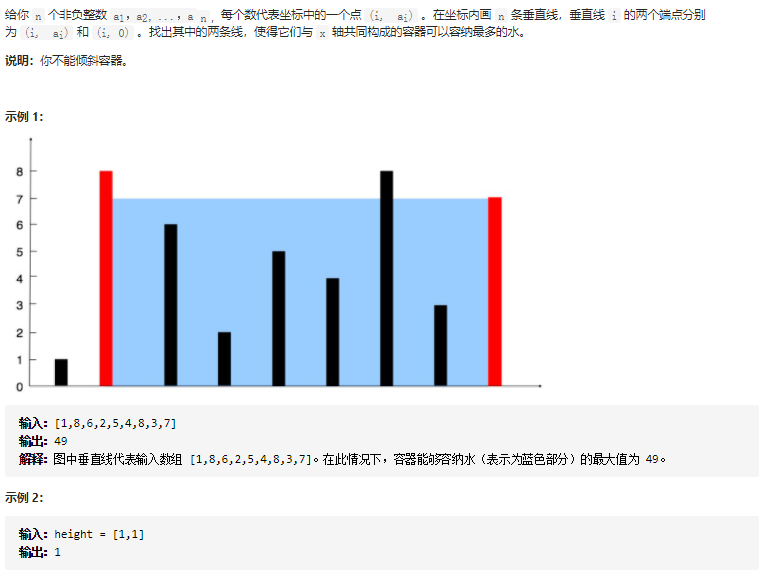 给你 n 个非负整数 a1，a2，...，a n，每个数代表坐标中的一个点 (i, ai) 。在坐标内画 n 条垂直线，垂直线 i 的两个端点分别
为 (i, ai) 和 (i, 0) 。找出其中的两条线，使得它们与 x 轴共同构成的容器可以容纳最多的水。
说明：你不能倾斜容器。
示例 1：
8
7
6
5
4
3
2
1
0
输入：[1,8,6,2,5,4,8,3,7]
输出：49
解释：图中垂直线代表输入数组 [1,8,6,2,5,4,8,3,7]。在此情况下，容器能够容纳水（表示为蓝色部分）的最大值为 49。
示例 2：
输入：height = [1,1]
输出：1